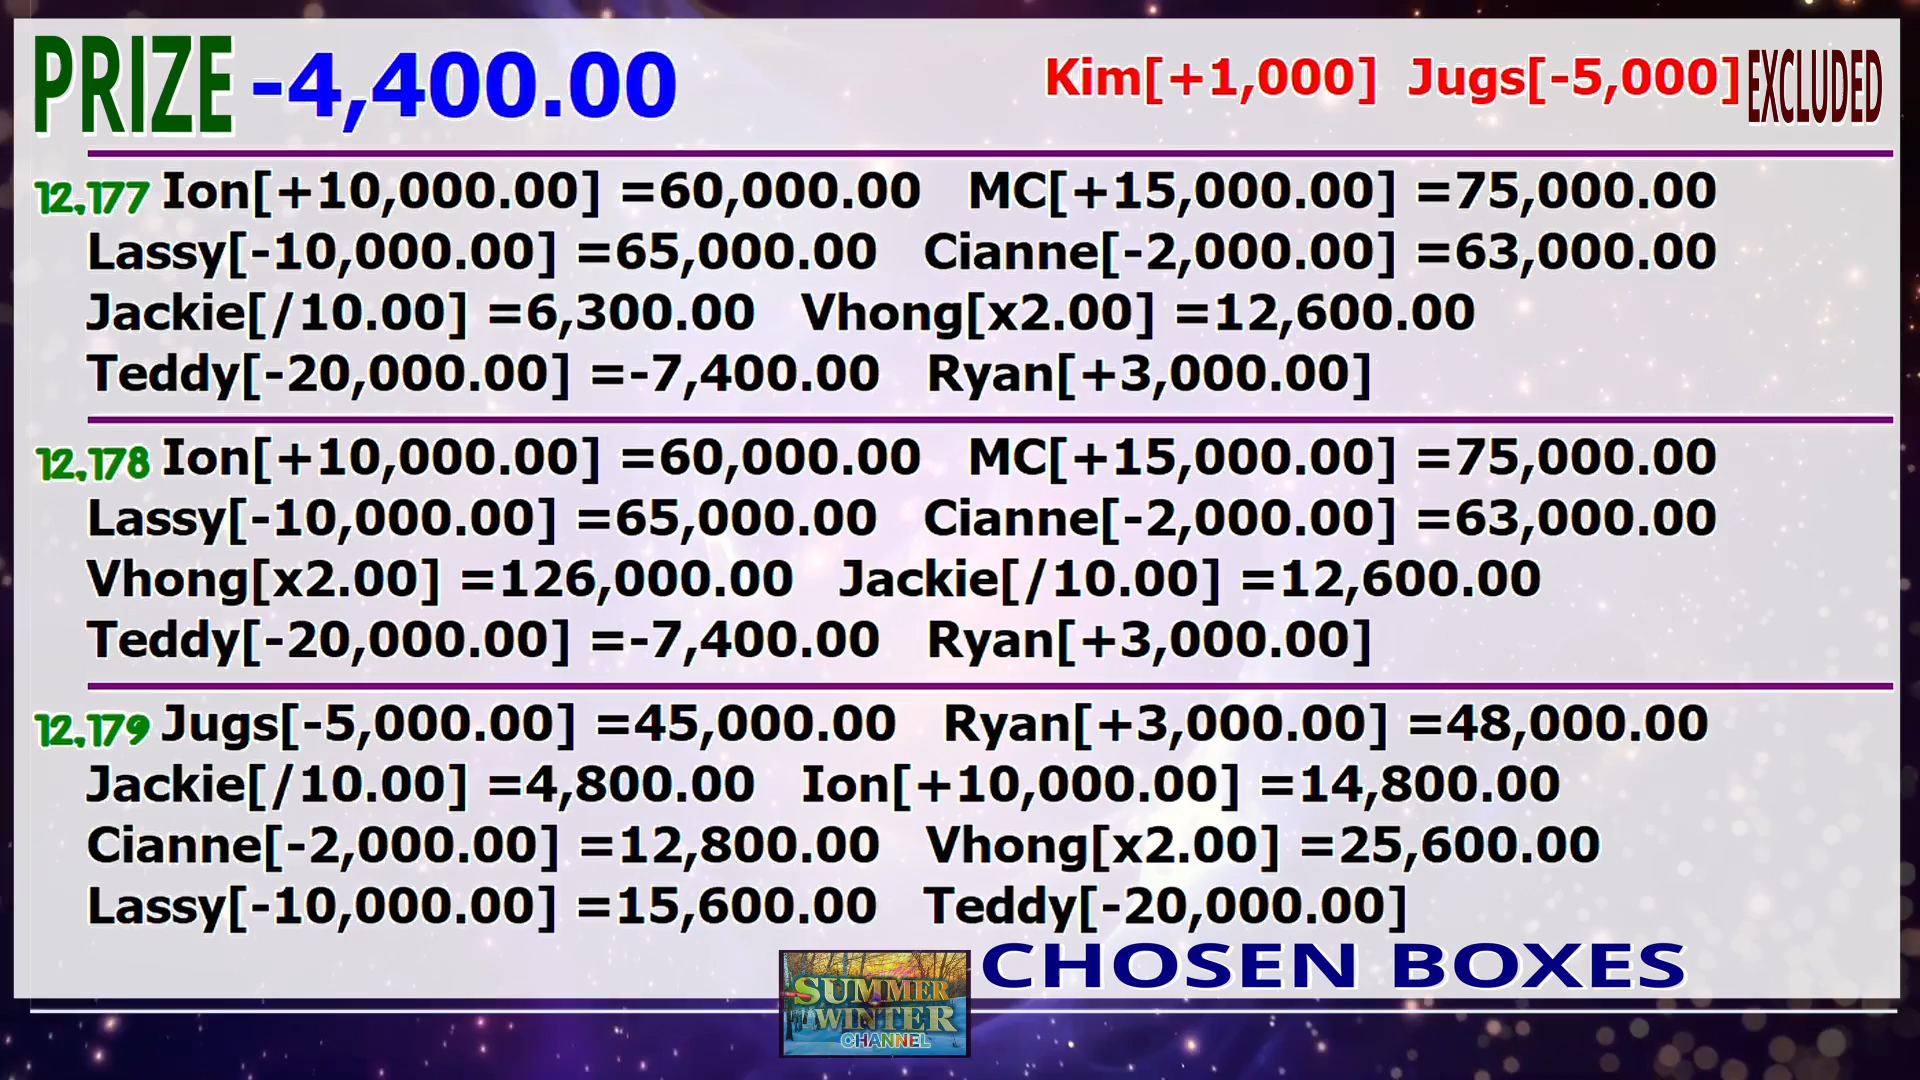 PRIZE -4,400.00 Kim[+1,000] Jugs[-5,000] EXCLUDED
12,177 Ion[+10,000.00] =60,000.00 MC[+15,000.00] =75,000.00
Lassy[-10,000.00] =65,000.00 Cianne[-2,000.00] =63,000.00
Jackie[/10.00] =6,300.00 Vhong[x2.00] =12,600.00
Teddy[-20,000.00] =-7,400.00 Ryan[+3,000.00]
12,178 Ion[+10,000.00] =60,000.00 MC[+15,000.00] =75,000.00
Lassy[-10,000.00] =65,000.00 Cianne[-2,000.00] =63,000.00
Vhong[x2.00] =126,000.00 Jackie[/10.00] =12,600.00
Teddy[-20,000.00] =-7,400.00 Ryan[+3,000.00]
12,179 Jugs[-5,000.00] =45,000.00 Ryan[+3,000.00] =48,000.00
Jackie[/10.00] =4,800.00 Ion[+10,000.00] =14,800.00
Cianne[-2,000.00] =12,800.00 Vhong[x2.00] =25,600.00
Lassy[-10,000.00] =15,600.00 Teddy[-20,000.00]
CHOSEN BOXES
SUMMER
WINTER
CHANNEL